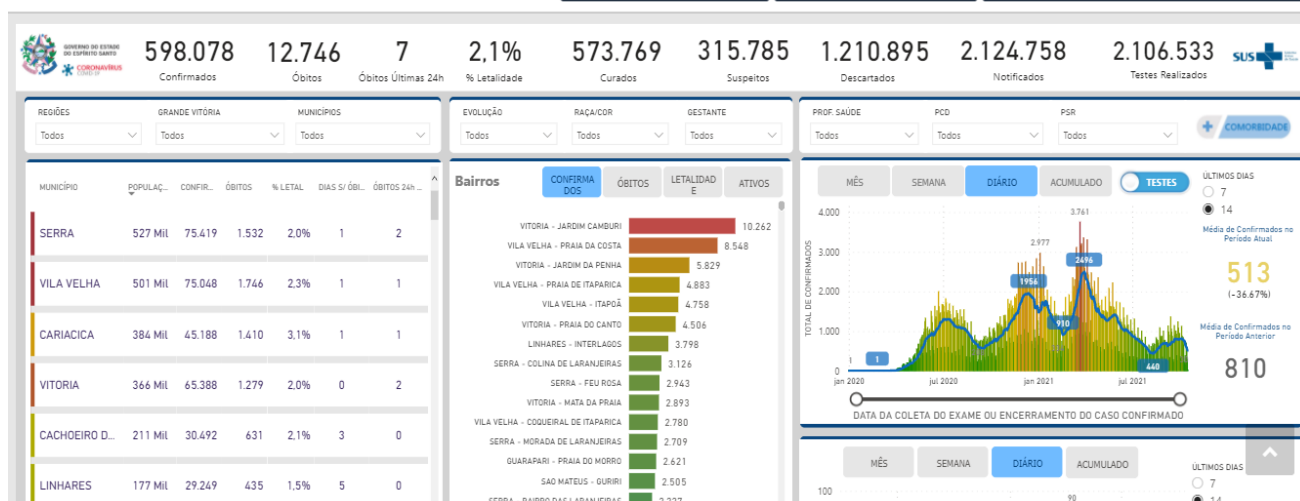 GOVERNO DO ESTADO
DO ESPÍRITO SANTO
CORONAVÍRUS
COVID-19
598.078
Confirmados
12.746
Óbitos
7
Óbitos Últimas 24h
2,1%
% Letalidade
573.769
Curados
315.785
Suspeitos
1.210.895
Descartados
2.124.758
Notificados
2.106.533
Testes Realizados
SUS
REGIÕES
Todos
GRANDE VITÓRIA
Todos
MUNICÍPIOS
Todos
EVOLUÇÃO
Todos
RAÇA/COR
Todos
GESTANTE
Todos
PROF. SAÚDE
Todos
PCD
Todos
PSR
Todos
COMORBIDADE
MUNICÍPIO POPULAÇ... CONFIR... ÓBITOS % LETAL DIAS S/ ÓBI... ÓBITOS 24h ...
SERRA 527 Mil 75.419 1.532 2,0% 1 2
VILA VELHA 501 Mil 75.048 1.746 2,3% 1 1
CARIACICA 384 Mil 45.188 1.410 3,1% 1 1
VITORIA 366 Mil 65.388 1.279 2,0% 0 2
CACHOEIRO D... 211 Mil 30.492 631 2,1% 3 0
LINHARES 177 Mil 29.249 435 1,5% 5 0
Bairros
CONFIRMA
DOS
ÓBITOS
LETALIDAD
E
ATIVOS
VITORIA - JARDIM CAMBURI 10.262
VILA VELHA - PRAIA DA COSTA 8.548
VITORIA - JARDIM DA PENHA 5.829
VILA VELHA - PRAIA DE ITAPARICA 4.883
VILA VELHA - ITAPOÃ 4.758
VITORIA - PRAIA DO CANTO 4.506
LINHARES - INTERLAGOS 3.798
SERRA - COLINA DE LARANJEIRAS 3.126
SERRA - FEU ROSA 2.943
VITORIA - MATA DA PRAIA 2.893
VILA VELHA - COQUEIRAL DE ITAPARICA 2.780
SERRA - MORADA DE LARANJEIRAS 2.709
GUARAPARI - PRAIA DO MORRO 2.621
SAO MATEUS - GURIRI 2.505
MÊS SEMANA DIÁRIO ACUMULADO TESTES
ÚLTIMOS DIAS
7
14
Média de Confirmados no
Período Atual
513
(-36.67%)
Média de Confirmados no
Período Anterior
810
TOTAL DE CONFIRMADOS
4.000
3.000
2.000
1.000
0
3.761
2.977
2496
1956
910
440
1
1
jan 2020 jul 2020 jan 2021 jul 2021
DATA DA COLETA DO EXAME OU ENCERRAMENTO DO CASO CONFIRMADO
MÊS SEMANA DIÁRIO ACUMULADO
ÚLTIMOS DIAS
7
14
100
90